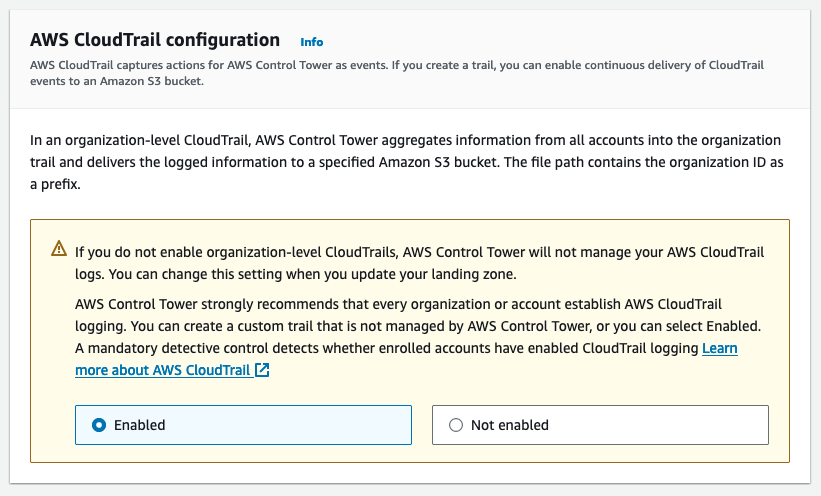 AWS CloudTrail configuration Info
AWS CloudTrail captures actions for AWS Control Tower as events. If you create a trail, you can enable continuous delivery of CloudTrail
events to an Amazon S3 bucket.
In an organization-level CloudTrail, AWS Control Tower aggregates information from all accounts into the organization
trail and delivers the logged information to a specified Amazon S3 bucket. The file path contains the organization ID as
a prefix.
If you do not enable organization-level CloudTrails, AWS Control Tower will not manage your AWS CloudTrail
logs. You can change this setting when you update your landing zone.
AWS Control Tower strongly recommends that every organization or account establish AWS CloudTrail
logging. You can create a custom trail that is not managed by AWS Control Tower, or you can select Enabled.
A mandatory detective control detects whether enrolled accounts have enabled CloudTrail logging Learn
more about AWS CloudTrail
Enabled
Not enabled